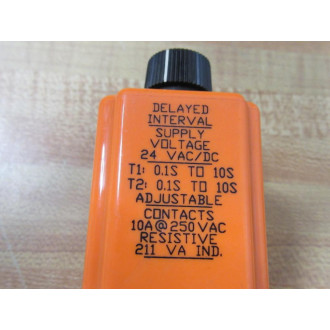 DELAYED
INTERVAL
SUPPLY
VOLTAGE
24 VAC/DC
T1: 0.1S TO 10S
T2: 0.1S TO 10S
ADJUSTABLE
CONTACTS
10A@250VAC
RESISTIVE
211 VA IND.